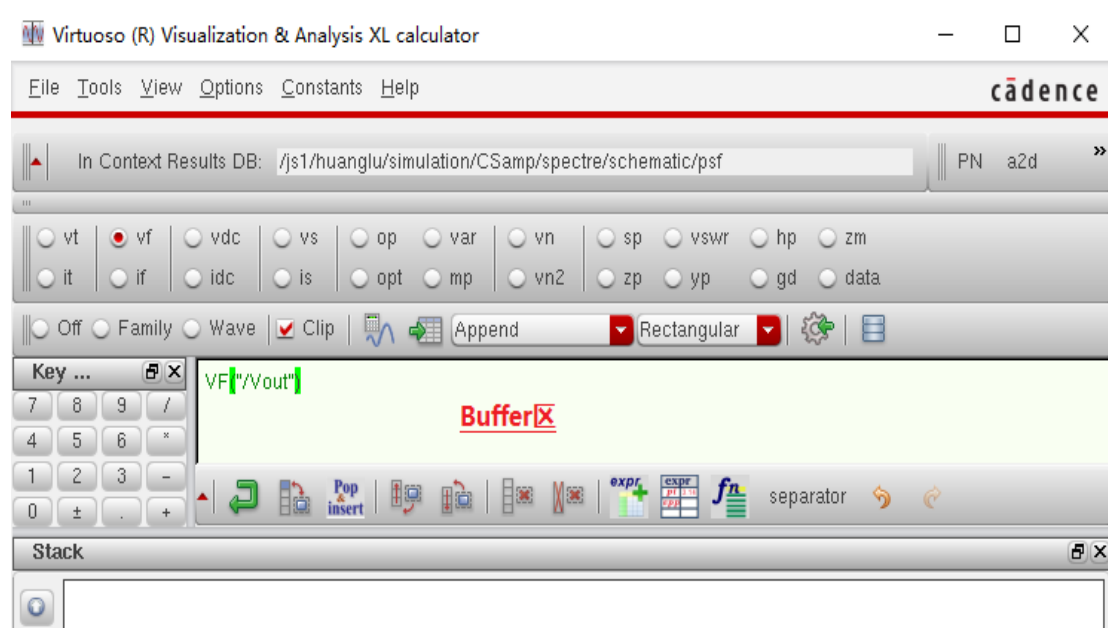 Virtuoso (R) Visualization & Analysis XL calculator
File Tools View Options Constants Help cādence
In Context Results DB: /js1/huanglu/simulation/CSamp/spectre/schematic/psf PN a2d »
vt vf vdc vs op var vn sp vswr hp zm
it if idc is opt mp vn2 zp yp gd data
Off Family Wave Clip Append Rectangular
Key ...
VF("/Vout")
7 8 9 /
Buffer区
4 5 6 *
1 2 3 -
0 ± . +
Pop & insert expr expr fn separator
Stack